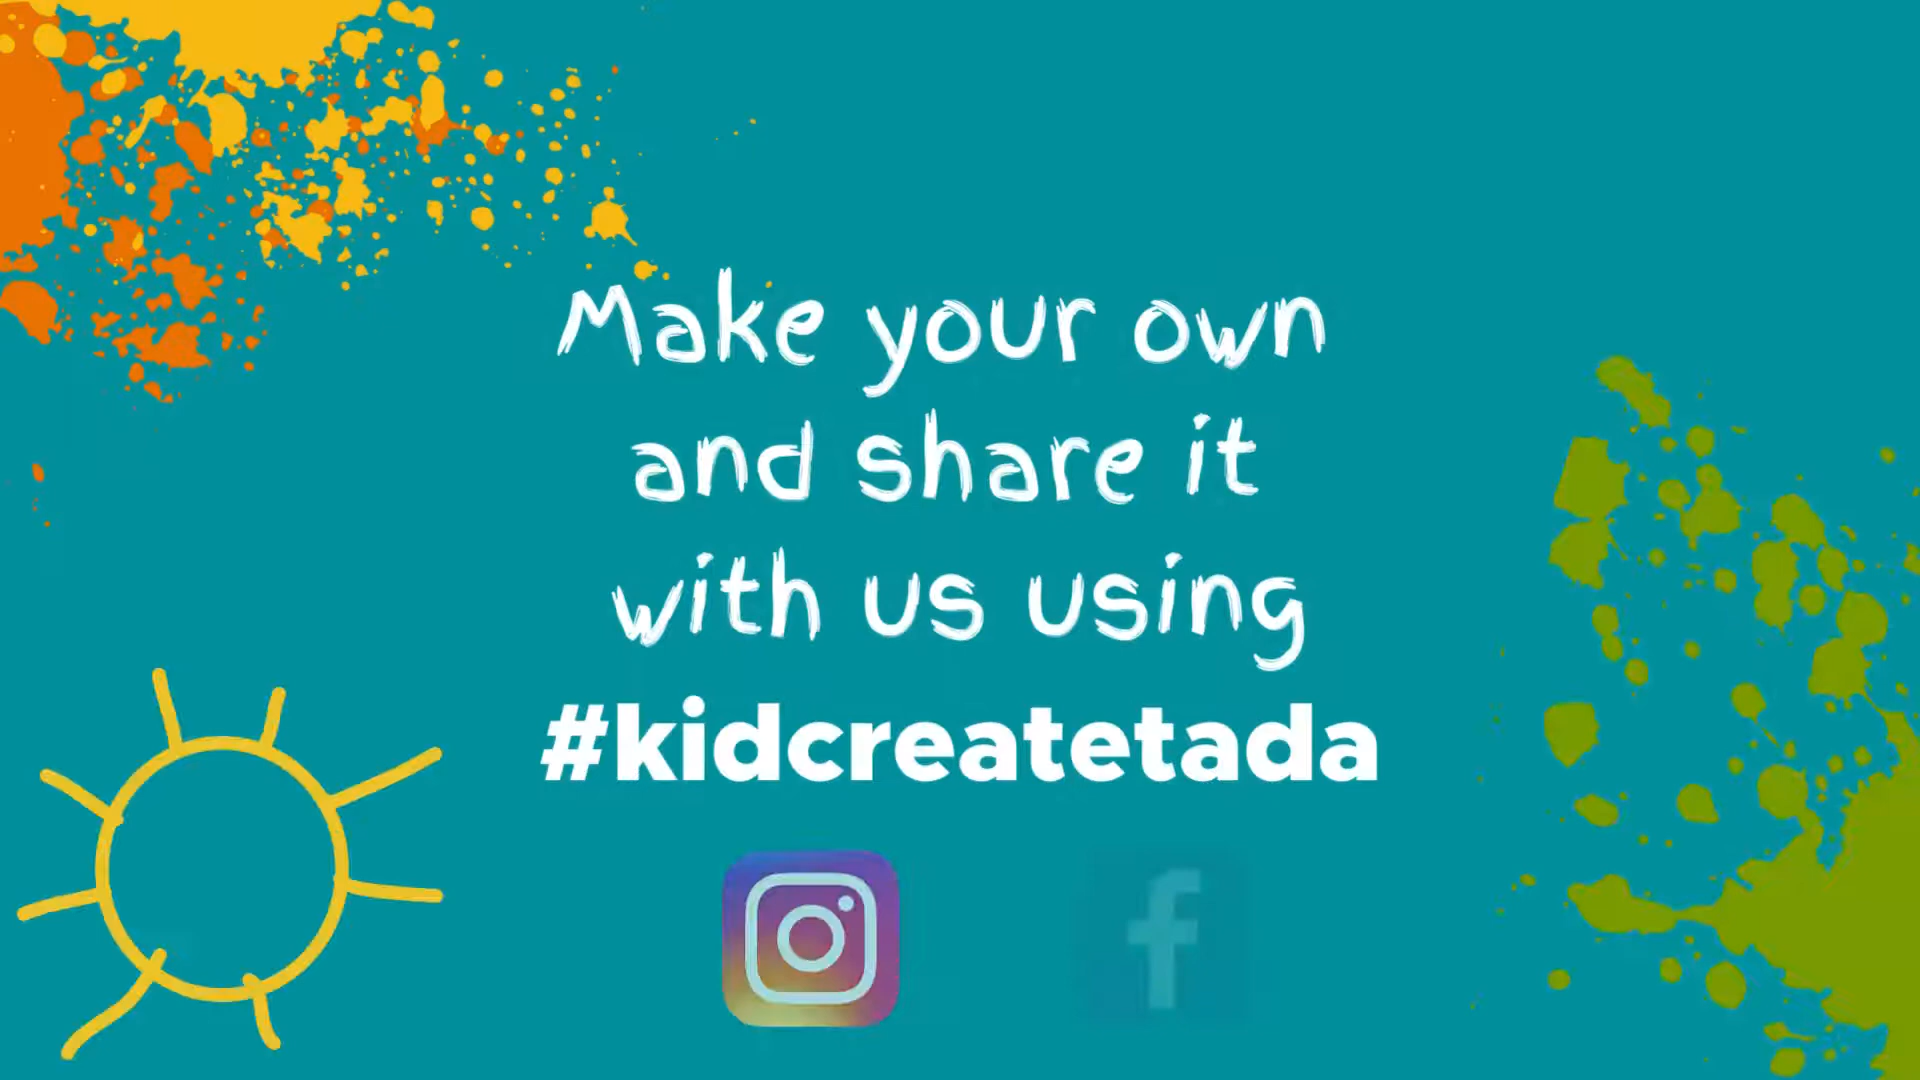 Make your own
and share it
with us using
#kidcreatetada